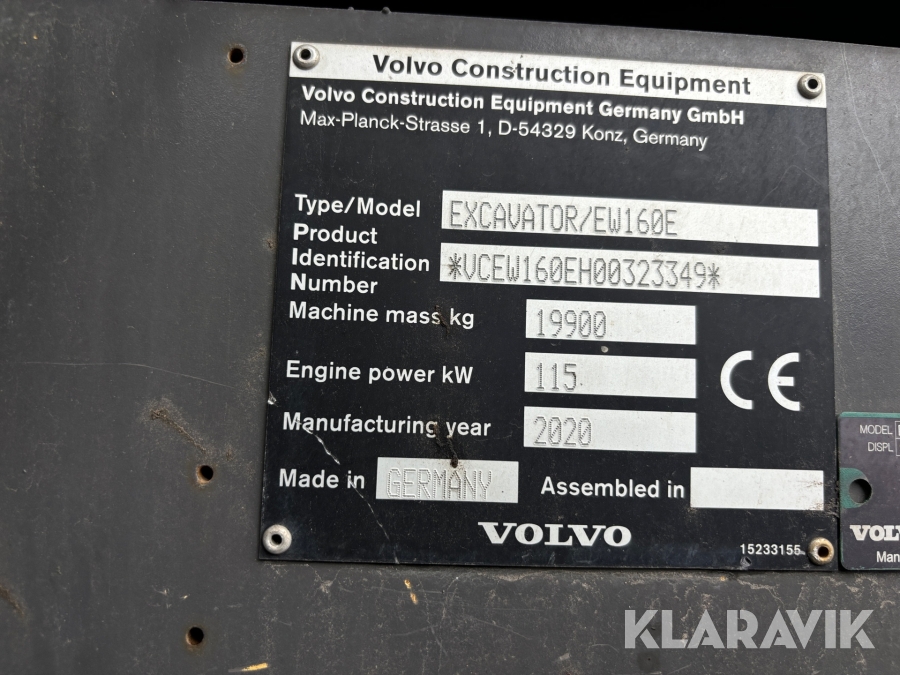 Volvo Construction Equipment
Volvo Construction Equipment Germany GmbH
Max-Planck-Strasse 1, D-54329 Konz, Germany
Type/Model EXCAVATOR/EW160E
Product
Identification
Number *VCEW160EH00323349*
Machine mass kg 19900
Engine power kW 115
CE
Manufacturing year 2020
Made in GERMANY Assembled in
VOLVO
15233155
MODEL
DISPL
KLARAVIK